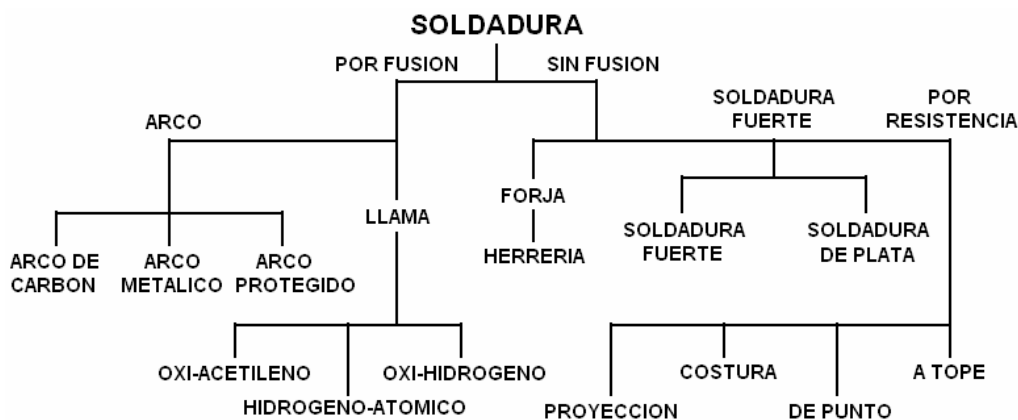 SOLDADURA
POR FUSION
SIN FUSION
ARCO
SOLDADURA
FUERTE
POR
RESISTENCIA
LLAMA
FORJA
HERRERIA
SOLDADURA
FUERTE
SOLDADURA
DE PLATA
ARCO DE
CARBON
ARCO
METALICO
ARCO
PROTEGIDO
OXI-ACETILENO
HIDROGENO-ATOMICO
OXI-HIDROGENO
PROYECCION
COSTURA
DE PUNTO
A TOPE